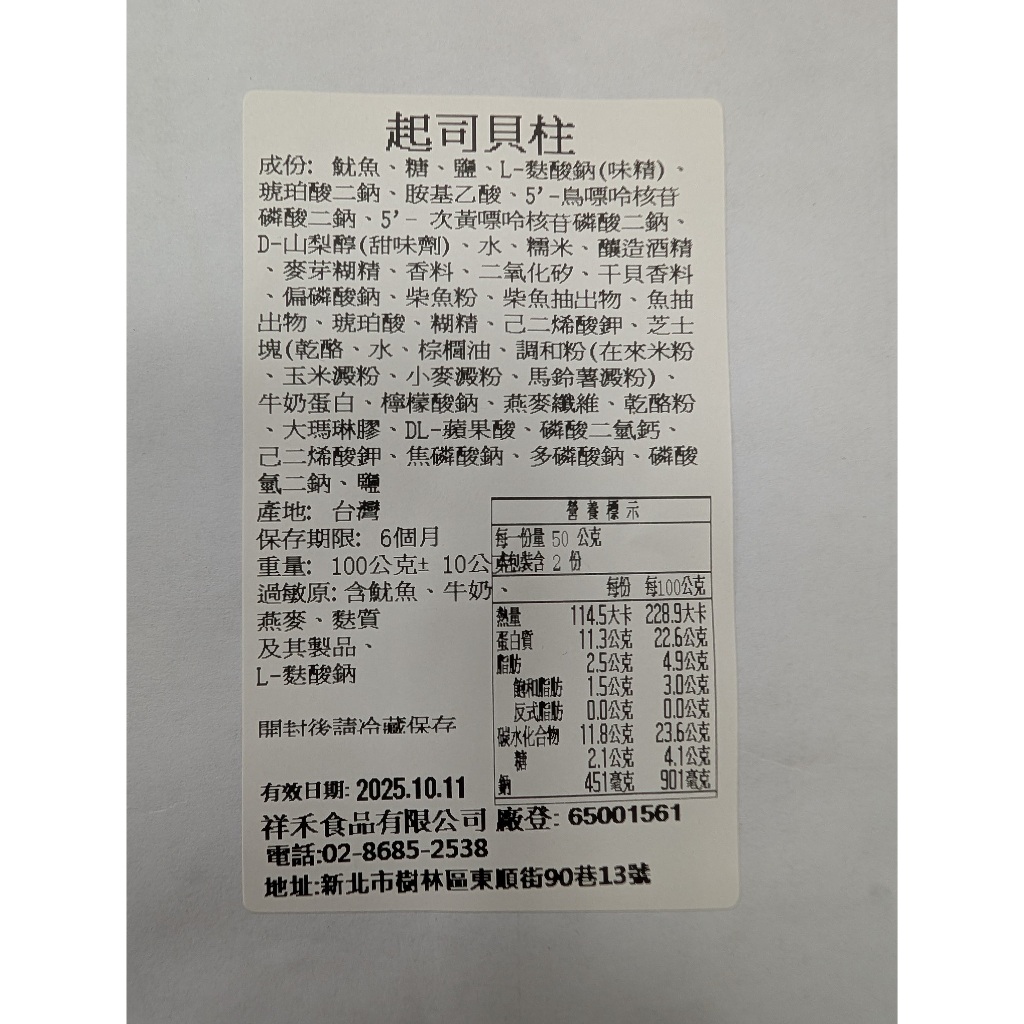 起司貝柱
成份: 魷魚、糖、鹽、L-麩酸鈉(味精)、
琥珀酸二鈉、胺基乙酸、5'-鳥嘌呤核苷
磷酸二鈉、5'- 次黃嘌呤核苷磷酸二鈉、
D-山梨醇(甜味劑)、水、糯米、釀造酒精
、麥芽糊精、香料、二氧化矽、干貝香料
、偏磷酸鈉、柴魚粉、柴魚抽出物、魚抽
出物、琥珀酸、糊精、己二烯酸鉀、芝士
塊(乾酪、水、棕櫚油、調和粉(在來米粉
、玉米澱粉、小麥澱粉、馬鈴薯澱粉)、
牛奶蛋白、檸檬酸鈉、燕麥纖維、乾酪粉
、大瑪琳膠、DL-蘋果酸、磷酸二氫鈣、
己二烯酸鉀、焦磷酸鈉、多磷酸鈉、磷酸
氫二鈉、鹽
產地: 台灣
保存期限: 6個月
重量: 100公克± 10公克
過敏原:含魷魚、牛奶、
燕麥、麩質
及其製品、
L-麩酸鈉
開封後請冷藏保存
營養標示
每一份量 50 公克
本包裝含 2 份
每份 每100公克
熱量 114.5大卡 228.9大卡
蛋白質 11.3公克 22.6公克
脂肪 2.5公克 4.9公克
飽和脂肪 1.5公克 3.0公克
反式脂肪 0.0公克 0.0公克
碳水化合物 11.8公克 23.6公克
糖 2.1公克 4.1公克
鈉 451毫克 901毫克
有效日期: 2025.10.11
祥禾食品有限公司 廠登: 65001561
電話:02-8685-2538
地址:新北市樹林區東順街90巷13號